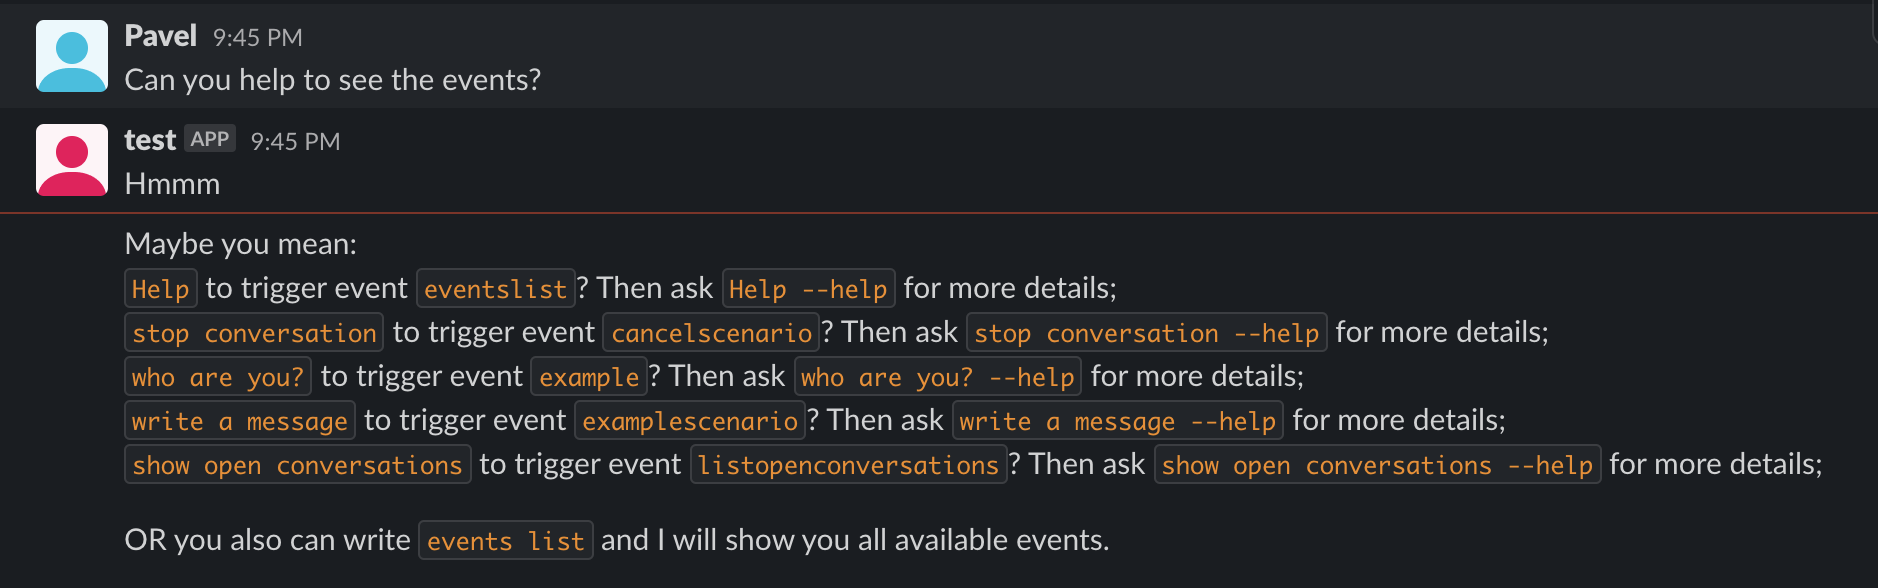 Pavel 9:45 PM
Can you help to see the events?
test APP 9:45 PM
Hmmm
Maybe you mean:
Help to trigger event eventslist? Then ask Help --help for more details;
stop conversation to trigger event cancelscenario? Then ask stop conversation --help for more details;
who are you? to trigger event example? Then ask who are you? --help for more details;
write a message to trigger event examplescenario? Then ask write a message --help for more details;
show open conversations to trigger event listopenconversations? Then ask show open conversations --help for more details;
OR you also can write events list and I will show you all available events.